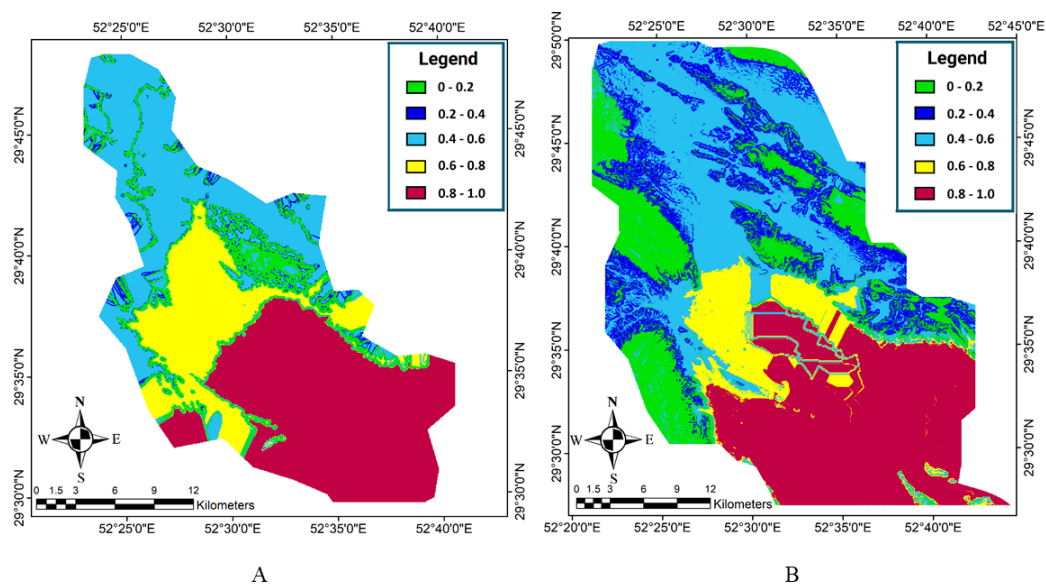 52°25'0"E 52°30'0"E 52°35'0"E 52°40'0"E
29°45'0"N
29°40'0"N
29°35'0"N
29°30'0"N
Legend
0 - 0.2
0.2 - 0.4
0.4 - 0.6
0.6 - 0.8
0.8 - 1.0
29°45'0"N
29°40'0"N
29°35'0"N
29°30'0"N
N
W E
S
0 1.5 3 6 9 12
Kilometers
52°25'0"E 52°30'0"E 52°35'0"E 52°40'0"E
A
52°25'0"E 52°30'0"E 52°35'0"E 52°40'0"E 52°45'0"E
29°50'0"N
29°45'0"N
29°40'0"N
29°35'0"N
29°30'0"N
Legend
0 - 0.2
0.2 - 0.4
0.4 - 0.6
0.6 - 0.8
0.8 - 1.0
29°45'0"N
29°40'0"N
29°35'0"N
29°30'0"N
N
W E
S
0 1.5 3 6 9 12
Kilometers
52°20'0"E 52°25'0"E 52°30'0"E 52°35'0"E 52°40'0"E
B